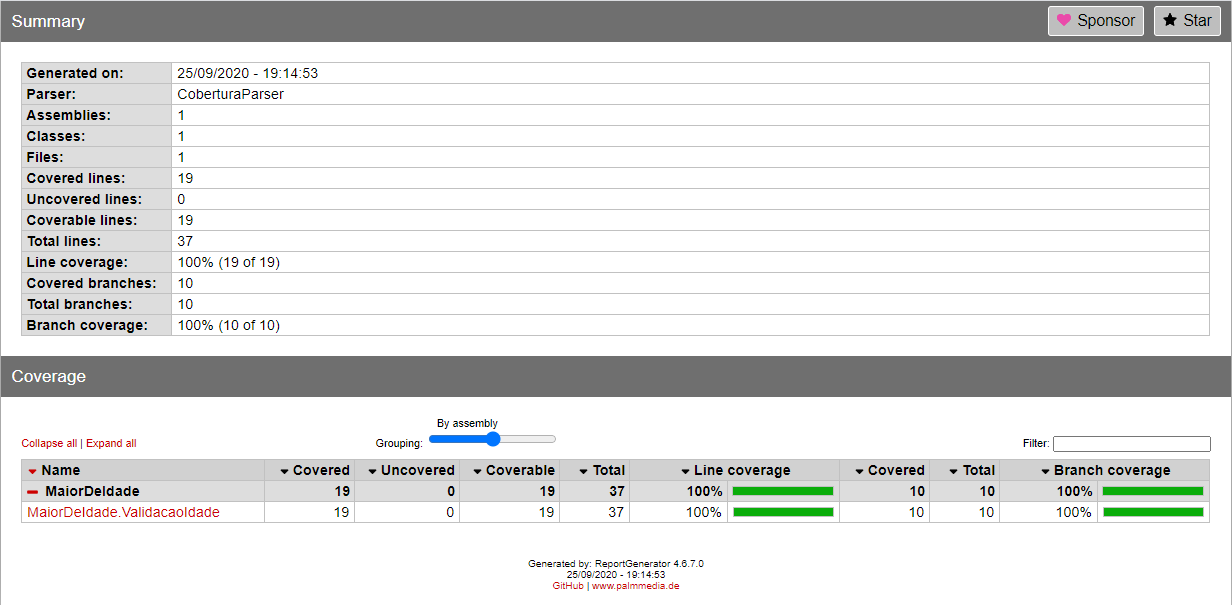 Summary
Sponsor Star
Generated on: 25/09/2020 - 19:14:53
Parser: CoberturaParser
Assemblies: 1
Classes: 1
Files: 1
Covered lines: 19
Uncovered lines: 0
Coverable lines: 19
Total lines: 37
Line coverage: 100% (19 of 19)
Covered branches: 10
Total branches: 10
Branch coverage: 100% (10 of 10)
Coverage
By assembly
Collapse all | Expand all Grouping: Filter:
Name Covered Uncovered Coverable Total Line coverage Covered Total Branch coverage
MaiorDeIdade 19 0 19 37 100% 10 10 100%
MaiorDeIdade.ValidacaoIdade 19 0 19 37 100% 10 10 100%
Generated by: ReportGenerator 4.6.7.0
25/09/2020 - 19:14:53
GitHub | www.palmmedia.de